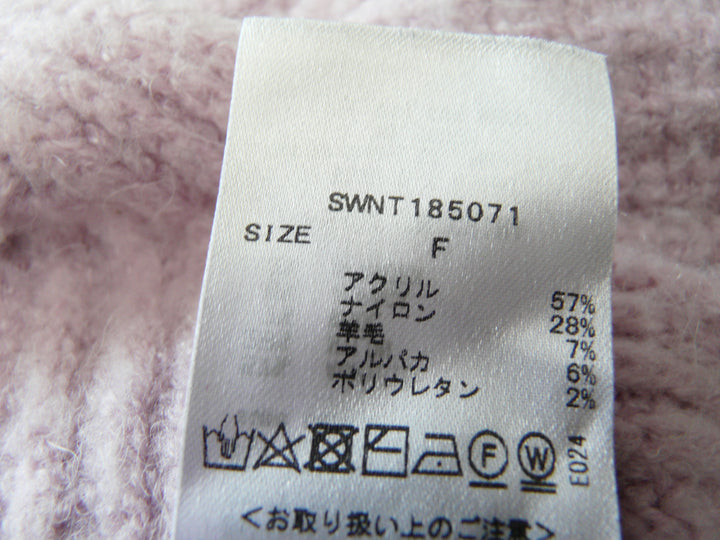 SWNT185071
SIZE F
アクリル 57%
ナイロン 28%
羊毛 7%
アルパカ 6%
ポリウレタン 2%
F W E024
<お取り扱い上のご注意>